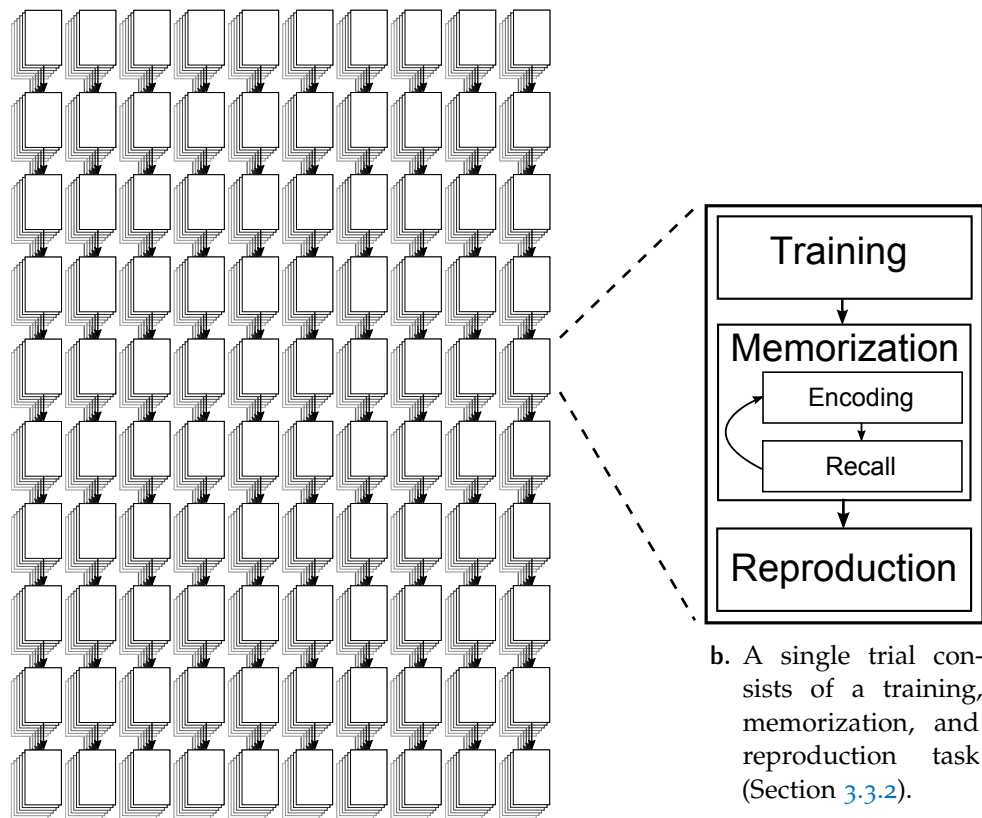 Training
Memorization
Encoding
Recall
Reproduction
b. A single trial con-
sists of a training,
memorization, and
reproduction task
(Section 3.3.2).